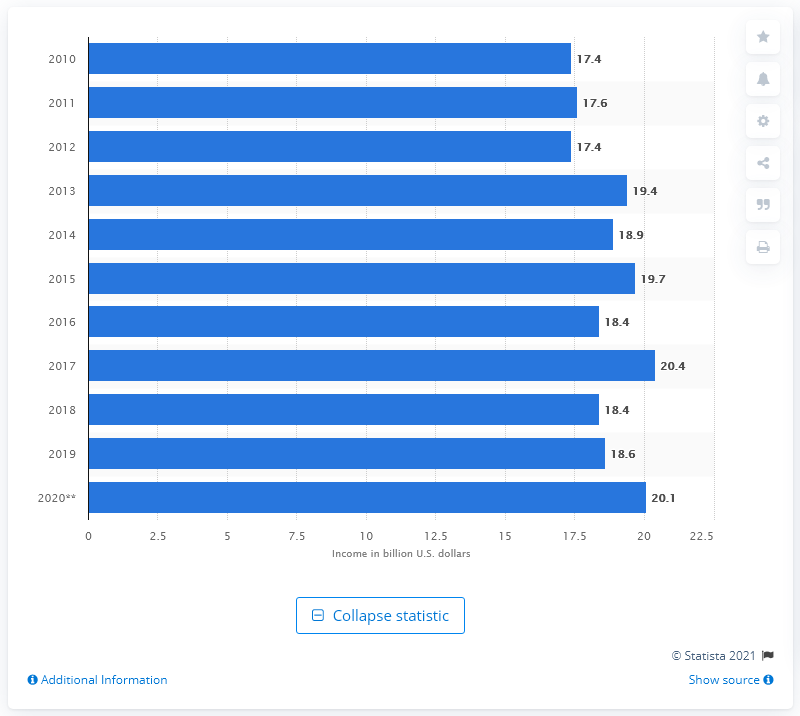 2010 17.4
2011 17.6
2012 17.4
2013 19.4
2014 18.9
2015 19.7
2016 18.4
2017 20.4
2018 18.4
2019 18.6
2020** 20.1
0 2.5 5 7.5 10 12.5 15 17.5 20 22.5
Income in billion U.S. dollars
Collapse statistic
© Statista 2021
Additional Information Show source